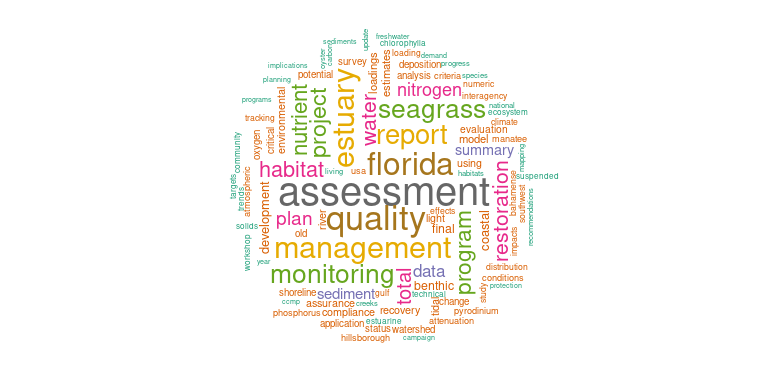 freshwater
sediments
update
chlorophylla
oyster
carbon
loading
demand
implications
survey
estimates
deposition
progress
potential
loadings
analysis
criteria
species
planning
numeric
nitrogen
interagency
programs
environmental
nutrient
project
estuary
water
seagrass
national
ecosystem
tracking
critical
report
climate
evaluation
oxygen
model
manatee
community
summary
mapping
habitat
living
usa
florida
using
habitats
suspended
targets
trends
atmospheric
assessment
restoration
bahamense
southwest
recommendations
development
plan
river
quality
effects
light
program
coastal
solids
old
final
impacts
workshop
management
year
monitoring
total
data
distribution
benthic
conditions
protection
shoreline
sediment
gulf
technical
study
ccmp
assurance
creeks
tidal
change
phosphorus
compliance
recovery
pyrodinium
application
estuarine
attenuation
status
watershed
hillsborough
campaign